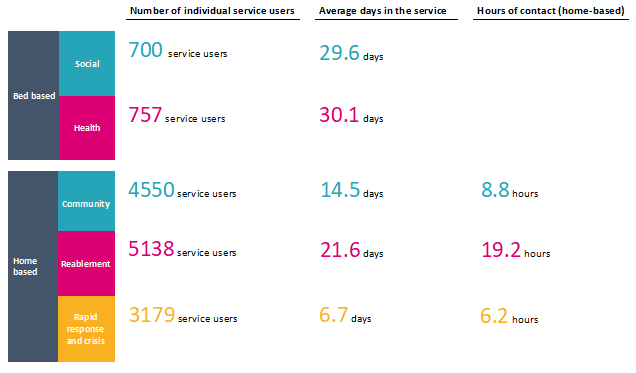 Number of individual service users Average days in the service Hours of contact (home-based)
Bed based
Social
700 service users 29.6 days
Health
757 service users 30.1 days
Home
based
Community
4550 service users 14.5 days 8.8 hours
Reablement
5138 service users 21.6 days 19.2 hours
Rapid
response
and crisis
3179 service users 6.7 days 6.2 hours